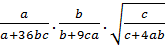 a/(a+36bc) · b/(b+9ca) · √(c/(c+4ab))